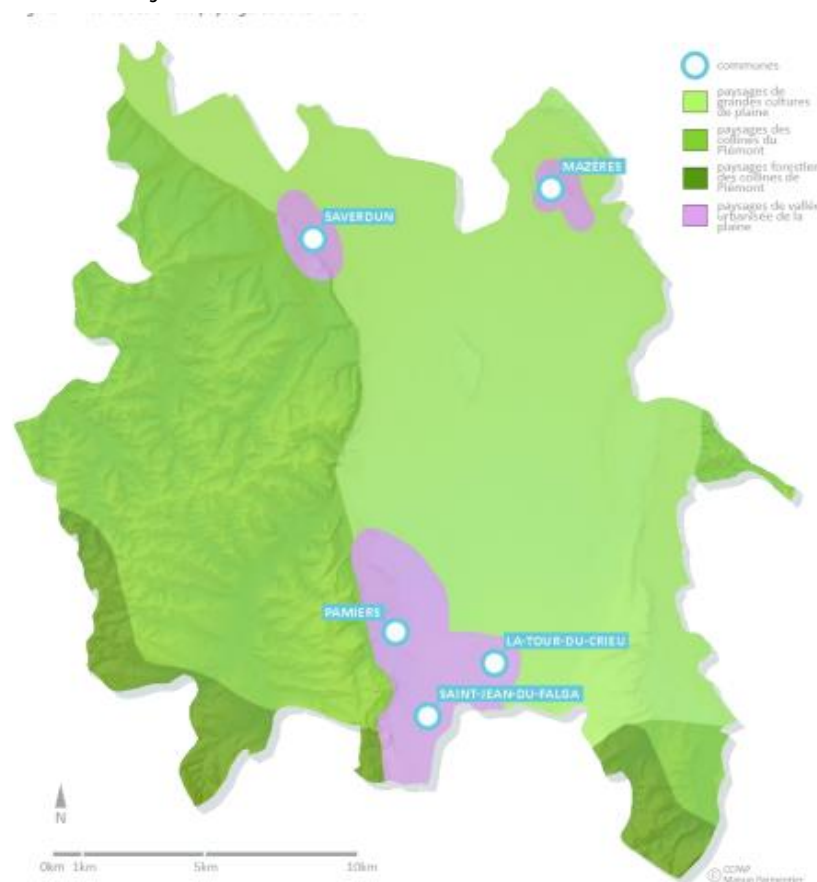 communes
paysages de
grandes cultures
de plaine
paysages des
collines du
Piémont
paysages forestiers
des collines de
Piémont
paysages de vallée
urbanisée de la
plaine
MAZÈRES
SAVERDUN
PAMIERS
LA-TOUR-DU-CRIEU
SAINT-JEAN-DU-FALGA
N
0km 1km 5km 10km
CCPAP